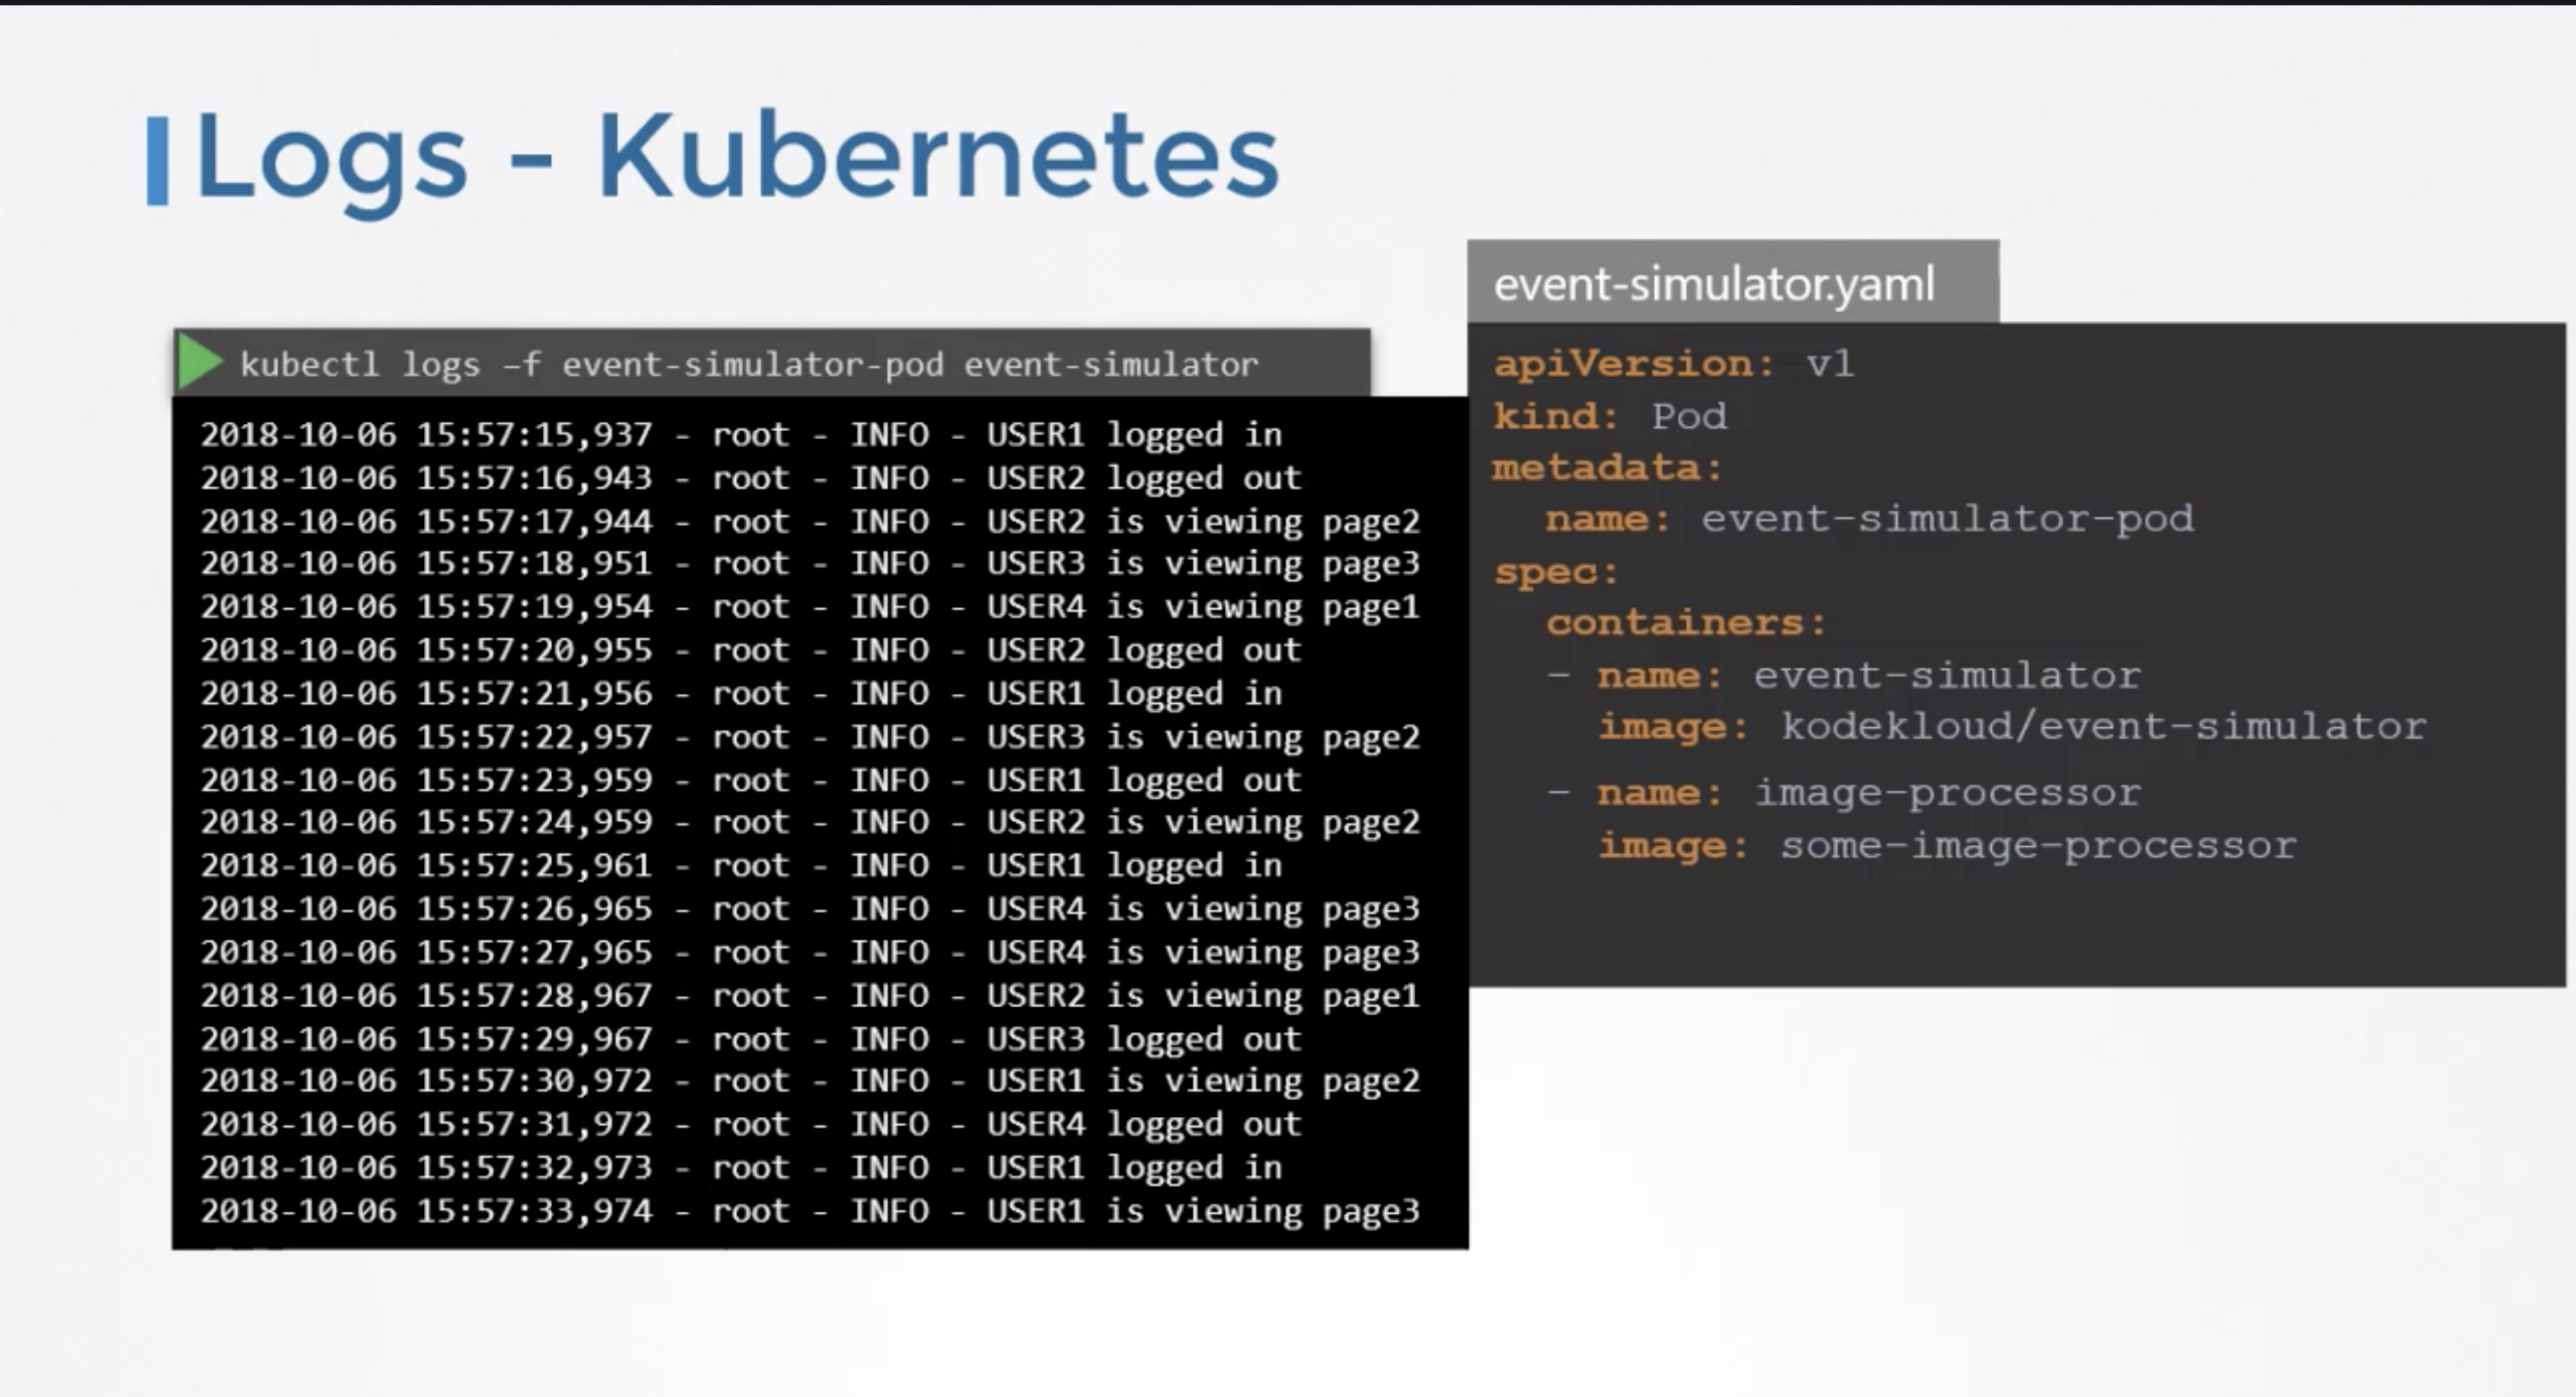 Logs - Kubernetes
kubectl logs –f event-simulator-pod event-simulator
2018-10-06 15:57:15,937 - root - INFO - USER1 logged in
2018-10-06 15:57:16,943 - root - INFO - USER2 logged out
2018-10-06 15:57:17,944 - root - INFO - USER2 is viewing page2
2018-10-06 15:57:18,951 - root - INFO - USER3 is viewing page3
2018-10-06 15:57:19,954 - root - INFO - USER4 is viewing page1
2018-10-06 15:57:20,955 - root - INFO - USER2 logged out
2018-10-06 15:57:21,956 - root - INFO - USER1 logged in
2018-10-06 15:57:22,957 - root - INFO - USER3 is viewing page2
2018-10-06 15:57:23,959 - root - INFO - USER1 logged out
2018-10-06 15:57:24,959 - root - INFO - USER2 is viewing page2
2018-10-06 15:57:25,961 - root - INFO - USER1 logged in
2018-10-06 15:57:26,965 - root - INFO - USER4 is viewing page3
2018-10-06 15:57:27,965 - root - INFO - USER4 is viewing page3
2018-10-06 15:57:28,967 - root - INFO - USER2 is viewing page1
2018-10-06 15:57:29,967 - root - INFO - USER3 logged out
2018-10-06 15:57:30,972 - root - INFO - USER1 is viewing page2
2018-10-06 15:57:31,972 - root - INFO - USER4 logged out
2018-10-06 15:57:32,973 - root - INFO - USER1 logged in
2018-10-06 15:57:33,974 - root - INFO - USER1 is viewing page3
event-simulator.yaml
apiVersion: v1
kind: Pod
metadata:
  name: event-simulator-pod
spec:
  containers:
  - name: event-simulator
    image: kodekloud/event-simulator
  - name: image-processor
    image: some-image-processor